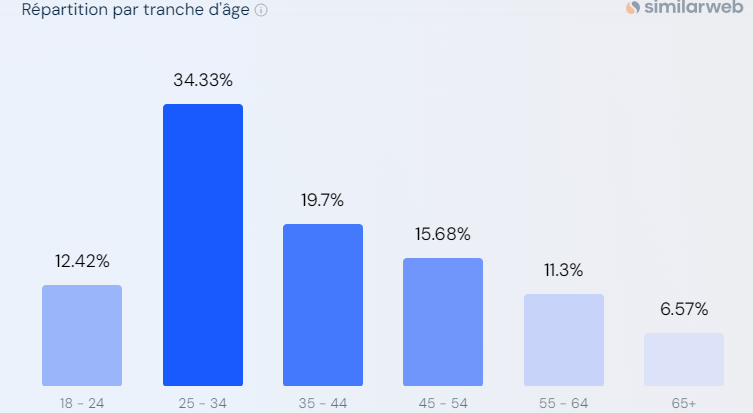 Répartition par tranche d'âge
similarweb
34.33%
19.7%
15.68%
12.42%
11.3%
6.57%
18 - 24
25 - 34
35 - 44
45 - 54
55 - 64
65+